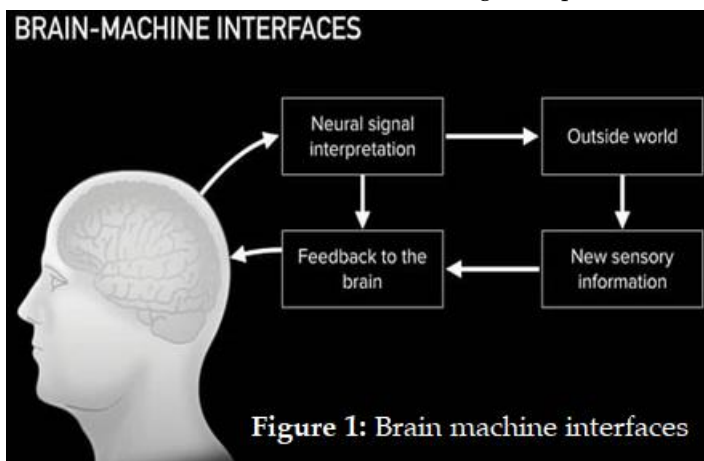 BRAIN-MACHINE INTERFACES
Neural signal
interpretation
Outside world
Feedback to the
brain
New sensory
information
Figure 1: Brain machine interfaces